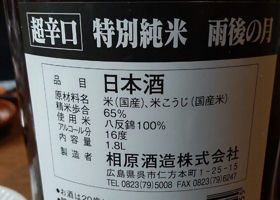 超辛口 特別純米 雨後の月
品目 日本酒
原材料名 米(国産)、米こうじ(国産米)
精米歩合 65%
使用米 八反錦100%
アルコール分 16度
内容量 1.8L
製造者 相原酒造株式会社
広島県呉市仁方本町1-25-15
TEL 0823(79)5008 FAX 0823(79)6247